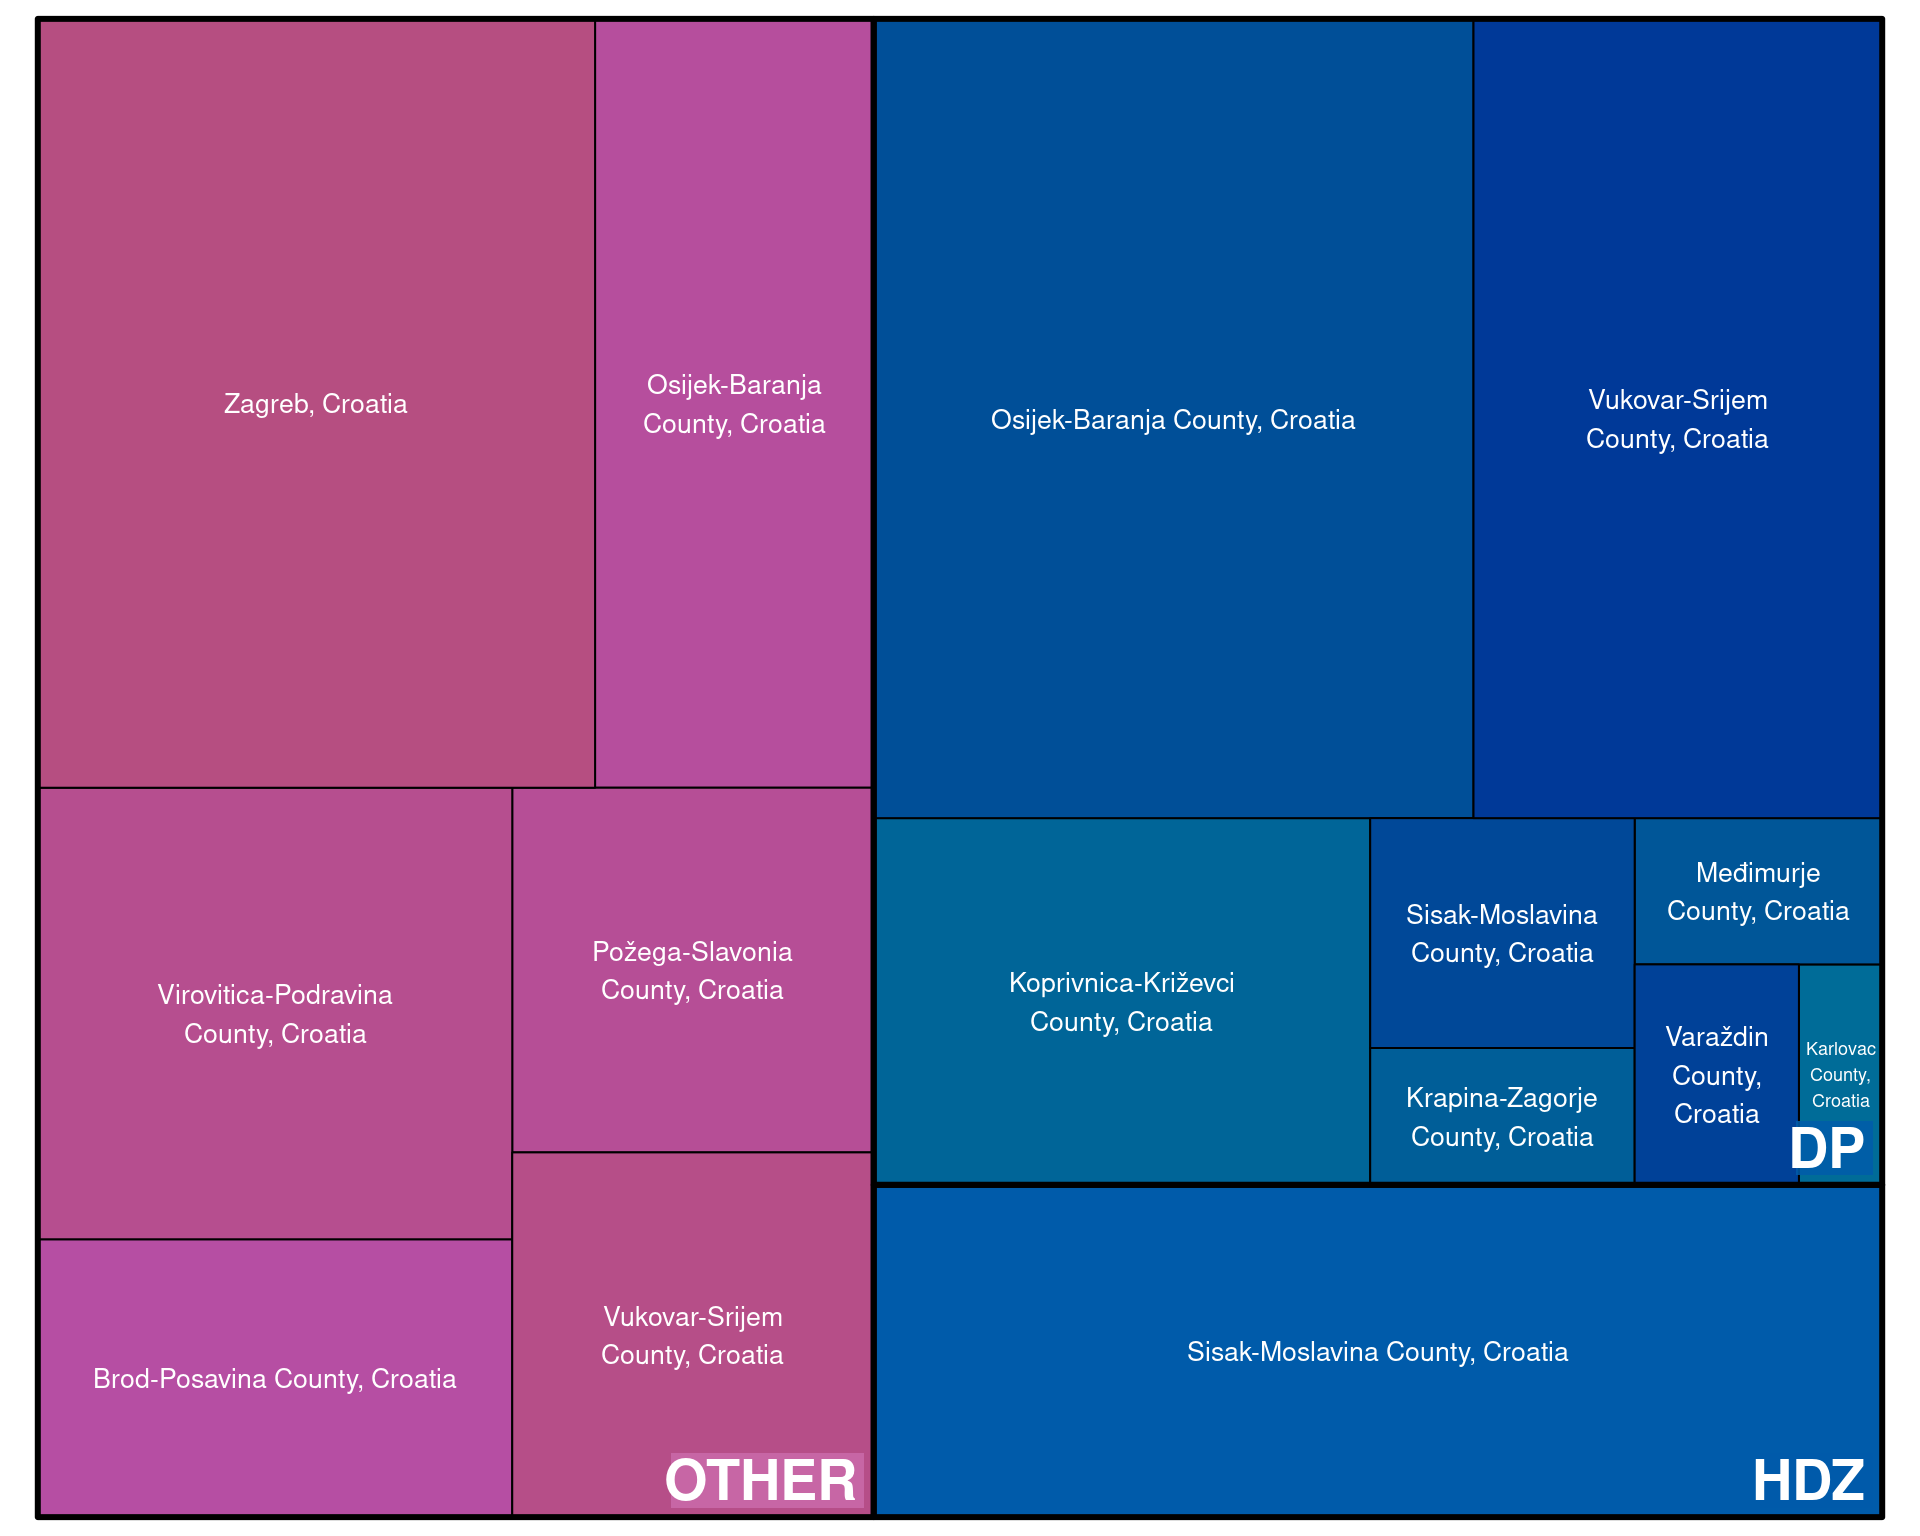 Zagreb, Croatia
Osijek-Baranja
County, Croatia
Virovitica-Podravina
County, Croatia
Požega-Slavonia
County, Croatia
Brod-Posavina County, Croatia
Vukovar-Srijem
County, Croatia
OTHER
Osijek-Baranja County, Croatia
Vukovar-Srijem
County, Croatia
Koprivnica-Križevci
County, Croatia
Sisak-Moslavina
County, Croatia
Krapina-Zagorje
County, Croatia
Međimurje
County, Croatia
Varaždin
County,
Croatia
Karlovac
County,
Croatia
DP
Sisak-Moslavina County, Croatia
HDZ